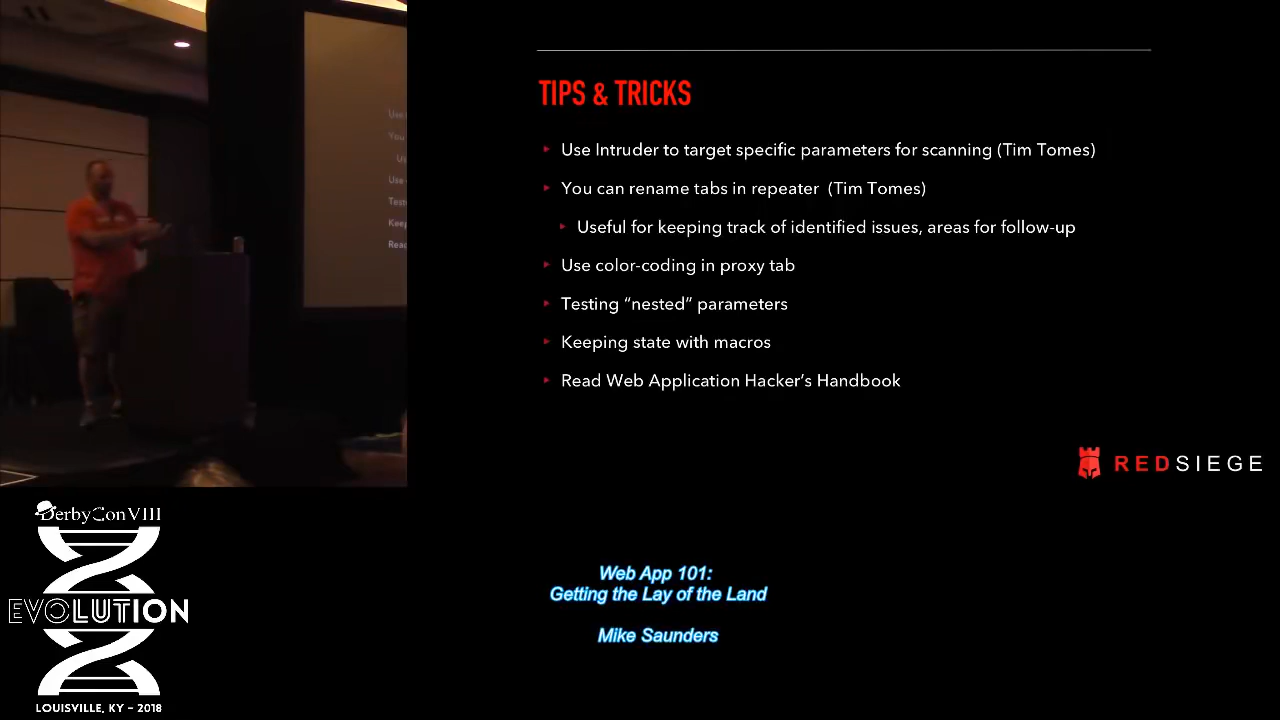 TIPS & TRICKS
Use Intruder to target specific parameters for scanning (Tim Tomes)
You can rename tabs in repeater (Tim Tomes)
Useful for keeping track of identified issues, areas for follow-up
Use color-coding in proxy tab
Testing “nested” parameters
Keeping state with macros
Read Web Application Hacker’s Handbook
REDSIEGE
You
Keep
Read
DerbyCon VIII
EVOLUTION
LOUISVILLE, KY - 2018
Web App 101:
Getting the Lay of the Land
Mike Saunders